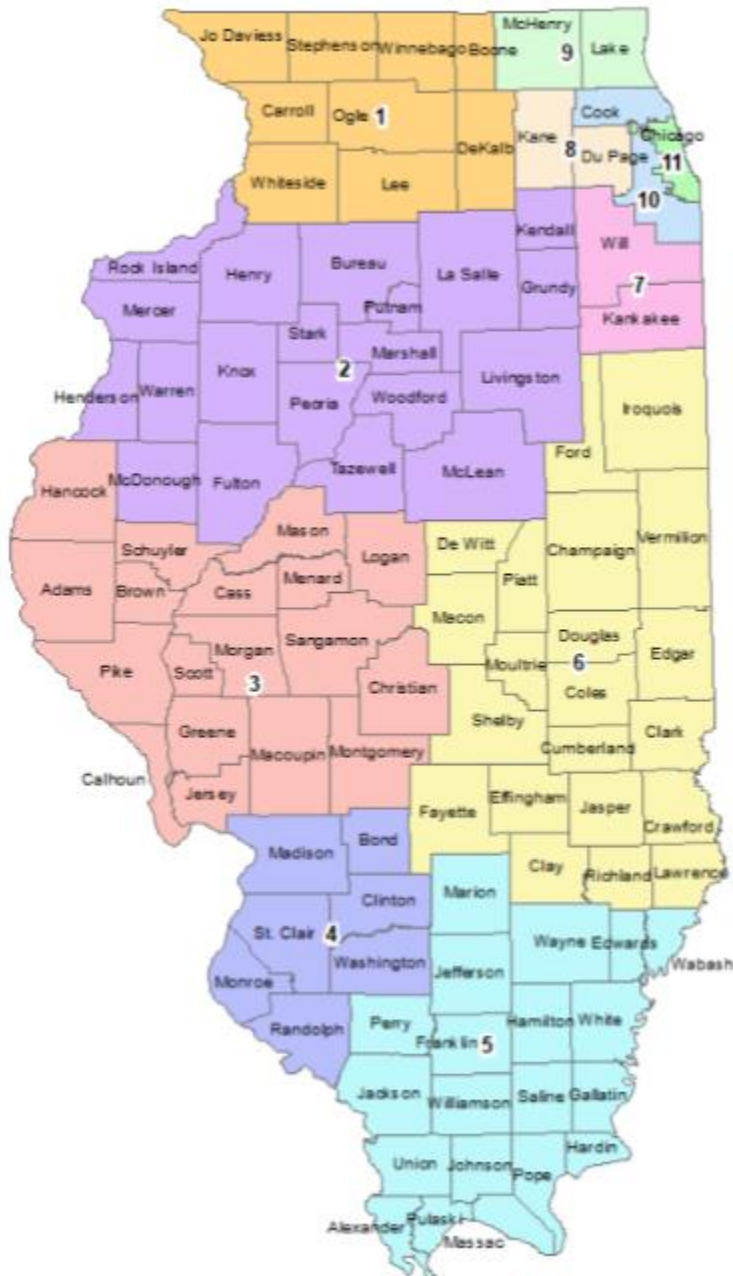 McHenry
Jo Daviess
Stephenson
Winnebago
Boone
9
Lake
Carroll
Ogle
1
DeKalb
Kane
8
Cook
Chicago
Du Page
11
10
Whiteside
Lee
Kendall
Will
7
Rock Island
Henry
Bureau
La Salle
Putnam
Grundy
Mercer
Kankakee
Stark
Marshall
2
Knox
Henderson
Warren
Peoria
Woodford
Livingston
Iroquois
Ford
Hancock
McDonough
Fulton
Tazewell
McLean
Mason
Schuyler
Logan
De Witt
Champaign
Vermilion
Adams
Brown
Cass
Menard
Piatt
Macon
Pike
Morgan
Scott
3
Sangamon
Christian
Douglas
Moultrie
6
Edgar
Coles
Greene
Macoupin
Montgomery
Shelby
Cumberland
Clark
Calhoun
Jersey
Fayette
Effingham
Jasper
Crawford
Madison
Bond
Clay
Richland
Lawrence
Clinton
Marion
St. Clair
4
Wayne
Edwards
Wabash
Washington
Jefferson
Monroe
Randolph
Perry
Franklin
5
Hamilton
White
Jackson
Williamson
Saline
Gallatin
Union
Johnson
Pope
Hardin
Alexander
Pulaski
Massac